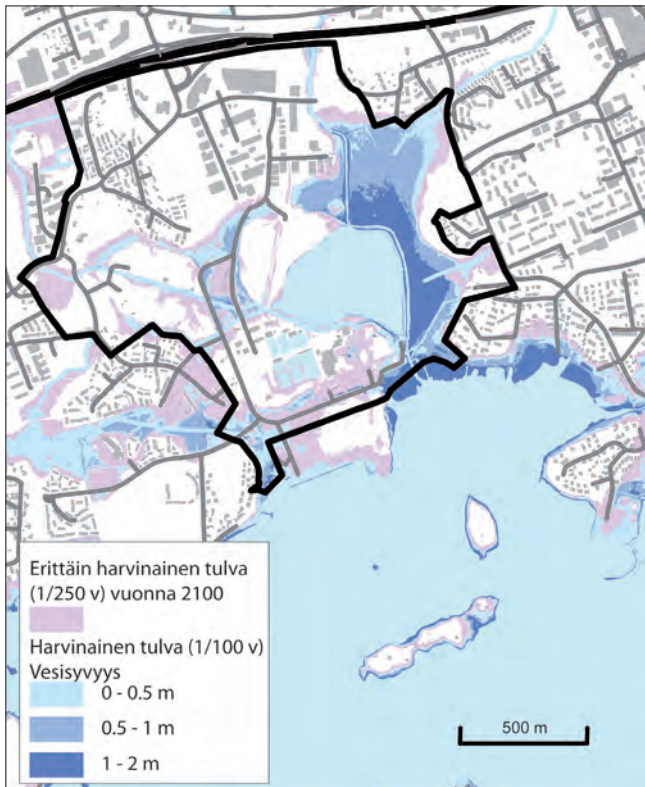 Erittäin harvinainen tulva
(1/250 v) vuonna 2100
Harvinainen tulva (1/100 v)
Vesisyvyys
0 - 0.5 m
0.5 - 1 m
1 - 2 m
500 m